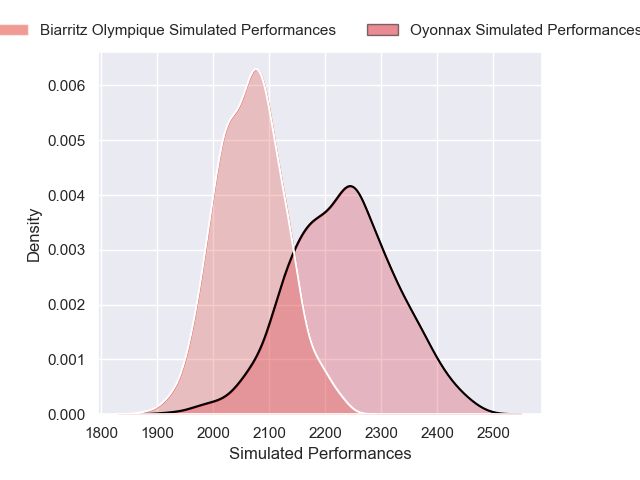 Biarritz Olympique Simulated Performances Oyonnax Simulated Performances
0.006
0.005
0.004
0.003
0.002
0.001
0.000
Density
1800 1900 2000 2100 2200 2300 2400 2500
Simulated Performances